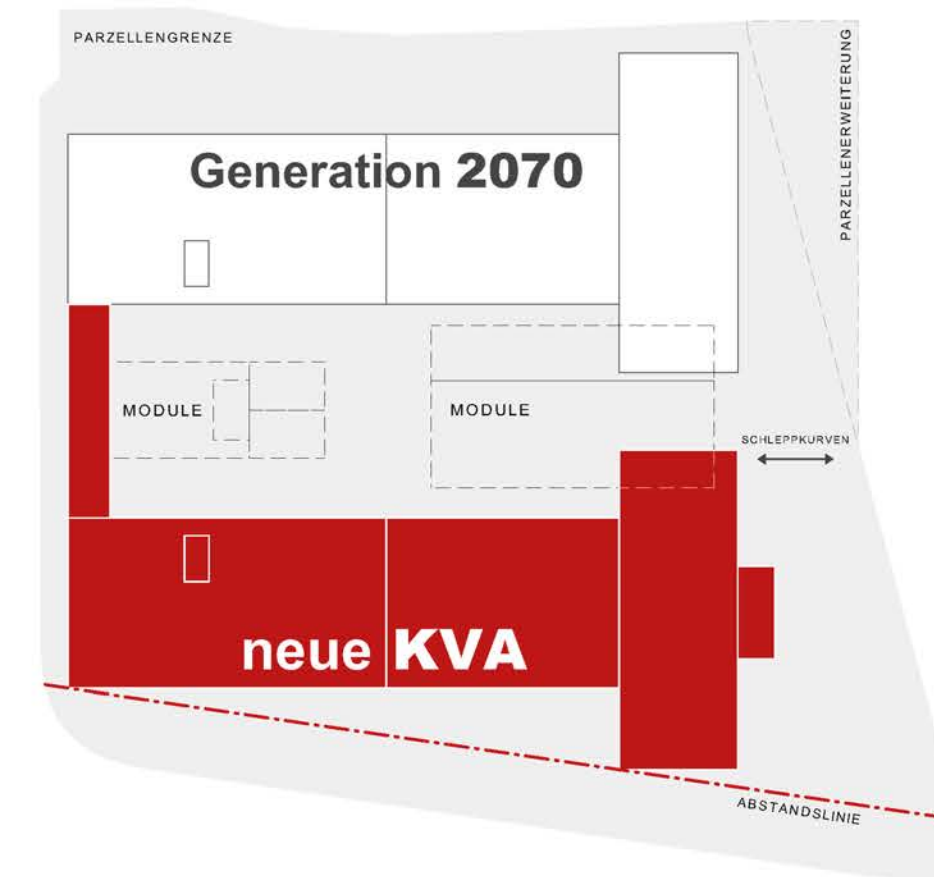 PARZELLENGRENZE
PARZELLENERWEITERUNG
Generation 2070
MODULE
MODULE
SCHLEPPKURVEN
neue KVA
ABSTANDSLINIE